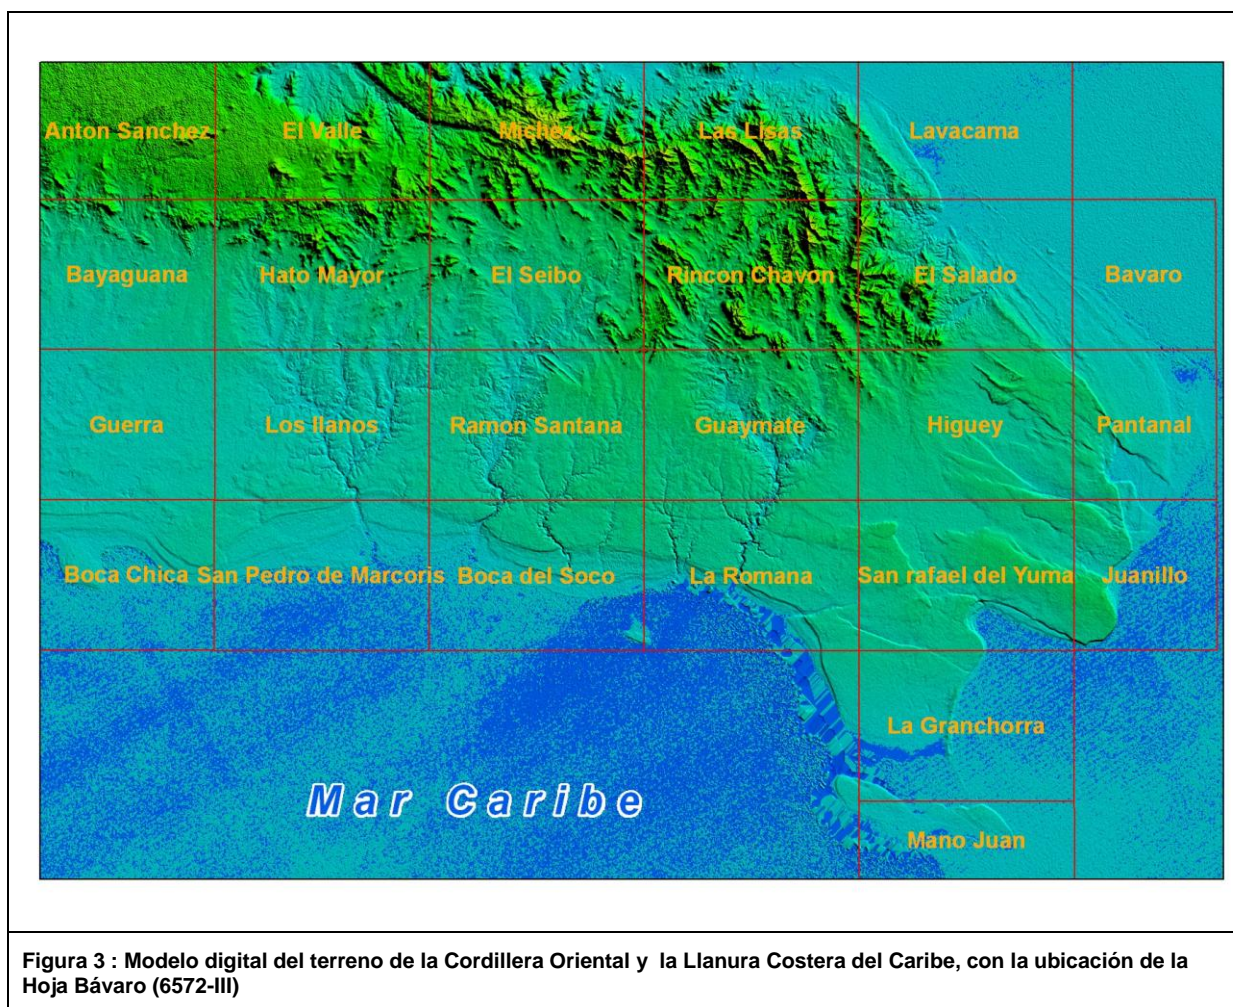 Anton Sanchez El Valle Michez Las Lisas Lavacama
Bayaguana Hato Mayor El Seibo Rincon Chavon El Salado Bavaro
Guerra Los llanos Ramon Santana Guaymate Higuey Pantanal
Boca Chica San Pedro de Marcoris Boca del Soco La Romana San rafael del Yuma Juanillo
La Granchorra
Mar Caribe
Mano Juan
Figura 3 : Modelo digital del terreno de la Cordillera Oriental y la Llanura Costera del Caribe, con la ubicación de la
Hoja Bávaro (6572-III)